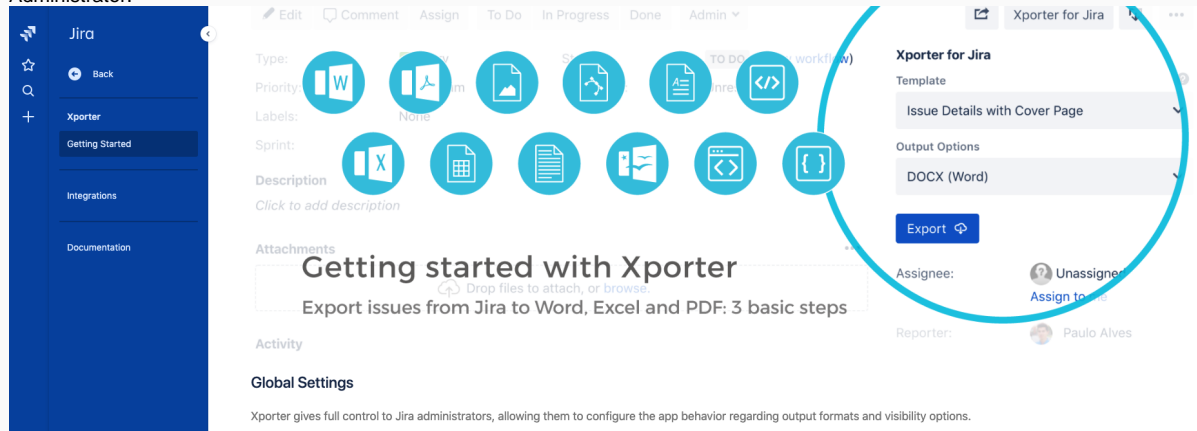 Administrator.
Edit Comment Assign To Do In Progress Done Admin
Xporter for Jira
Jira
Back
Xporter
Getting Started
Integrations
Documentation
Type:
TO DO workflow)
Priority:
Labels: None
Sprint:
Description
Click to add description
Attachments
Drop files to attach, or browse.
Getting started with Xporter
Export issues from Jira to Word, Excel and PDF: 3 basic steps
Activity
Xporter for Jira
Template
Issue Details with Cover Page
Output Options
DOCX (Word)
Export
Assignee: Unassigned
Assign to me
Reporter: Paulo Alves
Global Settings
Xporter gives full control to Jira administrators, allowing them to configure the app behavior regarding output formats and visibility options.